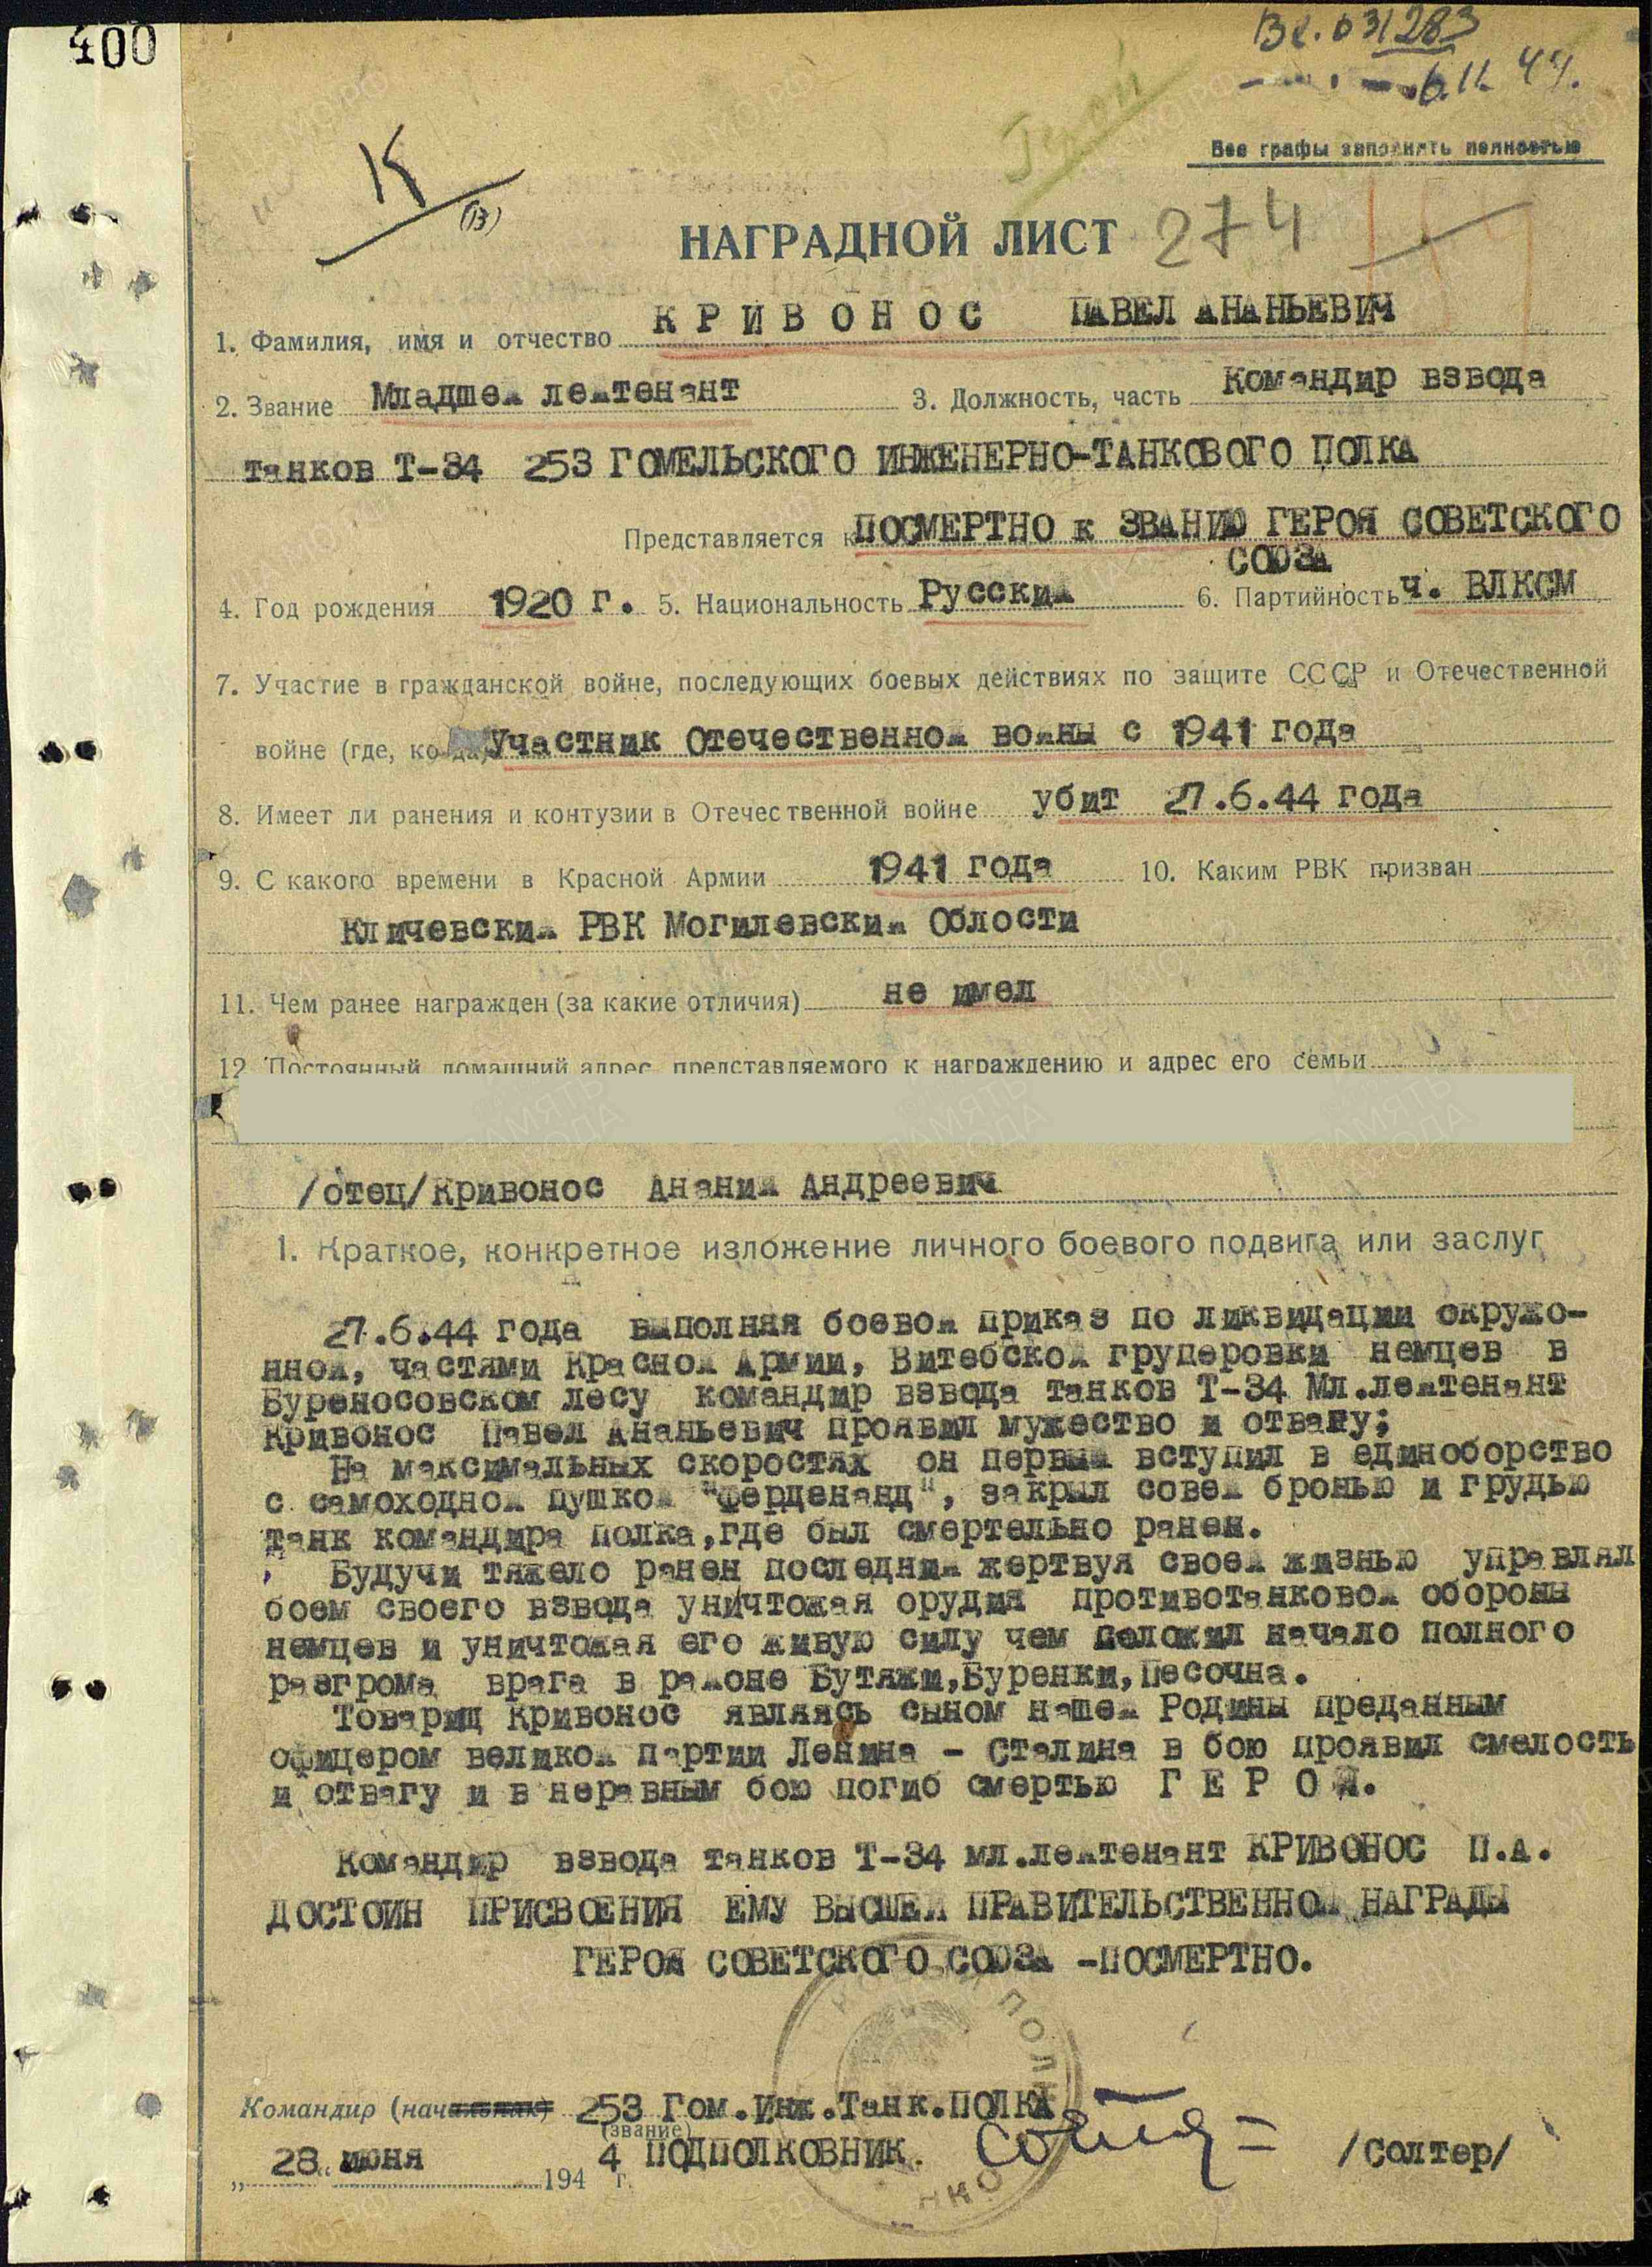 400
Вх. 031283
6.11.44.
Герой
Все графы заполнять полностью
К
(В)
НАГРАДНОЙ ЛИСТ 274
1. Фамилия, имя и отчество К Р И В О Н О С ПАВЕЛ АНАНЬЕВИЧ
2. Звание Младшей лейтенант 3. Должность, часть Командир взвода
танков Т-34 253 ГОМЕЛЬСКОГО ИНЖЕНЕРНО-ТАНКОВОГО ПОЛКА
Представляется к ПОСМЕРТНО к ЗВАНИЮ ГЕРОЯ СОВЕТСКОГО
СОЮЗА
4. Год рождения 1920 г. 5. Национальность Русский 6. Партийность ч. ВЛКСМ
7. Участие в гражданской войне, последующих боевых действиях по защите СССР и Отечественной
войне (где, когда) Участник Отечественной войны с 1941 года
8. Имеет ли ранения и контузии в Отечественной войне убит 27.6.44 года
9. С какого времени в Красной Армии 1941 года 10. Каким РВК призван
Кличевский РВК Могилевский Облости
11. Чем ранее награжден (за какие отличия) не имел
12. Постоянный домашний адрес представляемого к награждению и адрес его семьи
/отец/Кривонос Ананий Андреевич
1. Краткое, конкретное изложение личного боевого подвига или заслуг
27.6.44 года выполняя боевой приказ по ликвидации окруже-
нной, частями Красной Армии, Витебской груперовки немцев в
Буреносовском лесу командир взвода танков Т-34 Мл.лейтенант
Кривонос Павел Ананьевич проявил мужество и отвагу;
На максимальных скоростях он первый вступил в единоборство
с самоходной пушкой "Ферденанд", закрыл совей бронью и грудью
танк командира полка,где был смертельно ранен.
Будучи тяжело ранен последний жертвуя своей жизнью управлял
боем своего взвода уничтожая орудия противотанковой обороны
немцев и уничтожая его живую силу чем положил начало полного
разгрома врага в районе Бутяжи,Буренки,Песочна.
Товарищ Кривонос являясь сыном нашей Родины преданным
офицером великой партии Ленина - Сталина в бою проявил смелость
и отвагу и в неравным бою погиб смертью Г Е Р О Я.
Командир взвода танков Т-34 мл.лейтенант КРИВОНОС П.А.
ДОСТОИН ПРИСВОЕНИЯ ЕМУ ВЫСШЕЙ ПРАВИТЕЛЬСТВЕННОЙ НАГРАДЫ
ГЕРОЯ СОВЕТСКОГО СОЮЗА -ПОСМЕРТНО.
Командир (начальник) 253 Гом.Инж.Танк.ПОЛКА
(звание)
„28" июня 1944 г. ПОДПОЛКОВНИК. /Солтер/